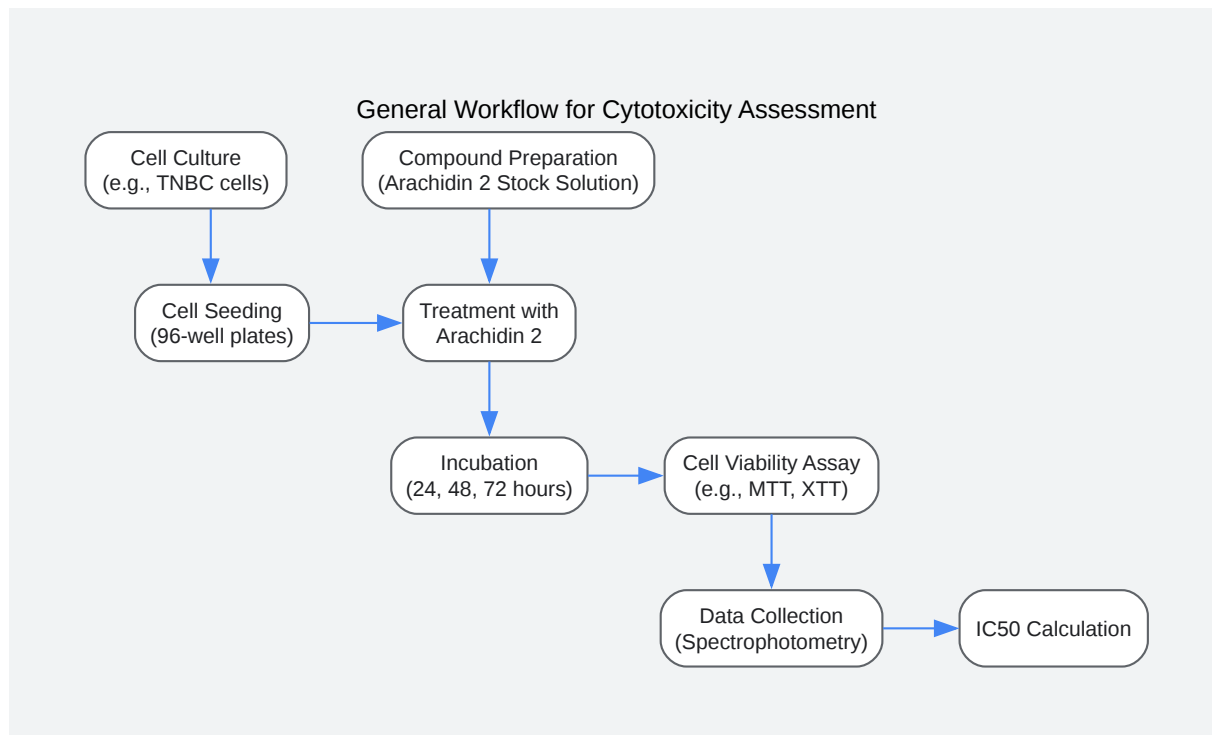 General Workflow for Cytotoxicity Assessment
Cell Culture
(e.g., TNBC cells)
Compound Preparation
(Arachidin 2 Stock Solution)
Cell Seeding
(96-well plates)
Treatment with
Arachidin 2
Incubation
(24, 48, 72 hours)
Cell Viability Assay
(e.g., MTT, XTT)
Data Collection
(Spectrophotometry)
IC50 Calculation